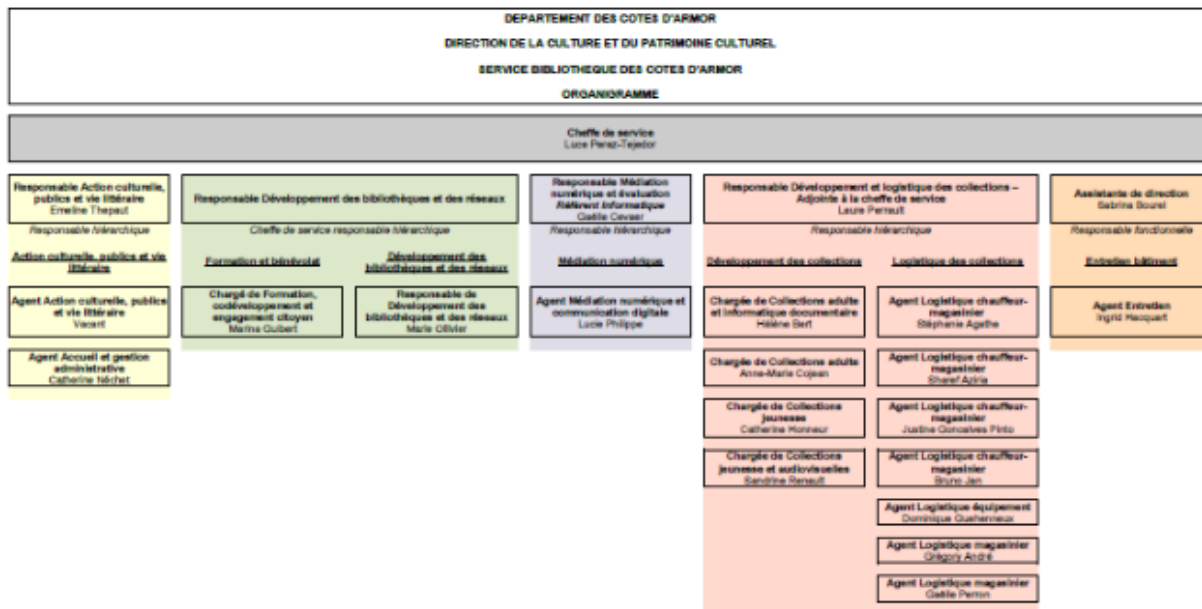 DEPARTEMENT DES COTES D'ARMOR
DIRECTION DE LA CULTURE ET DU PATRIMOINE CULTUREL
SERVICE BIBLIOTHEQUE DES COTES D'ARMOR
ORGANIGRAMME
Cheffe de service
Luce Perez-Tejedor
Responsable Action culturelle,
publics et vie littéraire
Emeline Thepaut
Responsable hiérarchique
Action culturelle, publics et vie
littéraire
Agent Action culturelle, publics
et vie littéraire
Vacant
Agent Accueil et gestion
administrative
Catherine Néchet
Responsable Développement des bibliothèques et des réseaux
Cheffe de service responsable hiérarchique
Formation et bénévolat
Chargé de Formation,
codéveloppement et
engagement citoyen
Marina Guibert
Développement des
bibliothèques et des réseaux
Responsable de
Développement des
bibliothèques et des réseaux
Marie Ollivier
Responsable Médiation
numérique et évaluation
Référent Informatique
Gaëlle Cevaer
Responsable hiérarchique
Médiation numérique
Agent Médiation numérique et
communication digitale
Lucie Philippe
Responsable Développement et logistique des collections –
Adjointe à la cheffe de service
Laure Perrault
Responsable hiérarchique
Développement des collections
Chargée de Collections adulte
et informatique documentaire
Hélène Bert
Chargée de Collections adulte
Anne-Marie Cojean
Chargée de Collections
jeunesse
Catherine Honneur
Chargée de Collections
jeunesse et audiovisuelles
Sandrine Renault
Logistique des collections
Agent Logistique chauffeur-
magasinier
Stéphanie Agathe
Agent Logistique chauffeur-
magasinier
Sharef Aziria
Agent Logistique chauffeur-
magasinier
Justine Goncalves Pinto
Agent Logistique chauffeur-
magasinier
Bruno Jan
Agent Logistique équipement
Dominique Guehenneux
Agent Logistique magasinier
Grégory André
Agent Logistique magasinier
Gaëlle Perron
Assistante de direction
Sabrina Bourel
Responsable fonctionnelle
Entretien bâtiment
Agent Entretien
Ingrid Hacquart